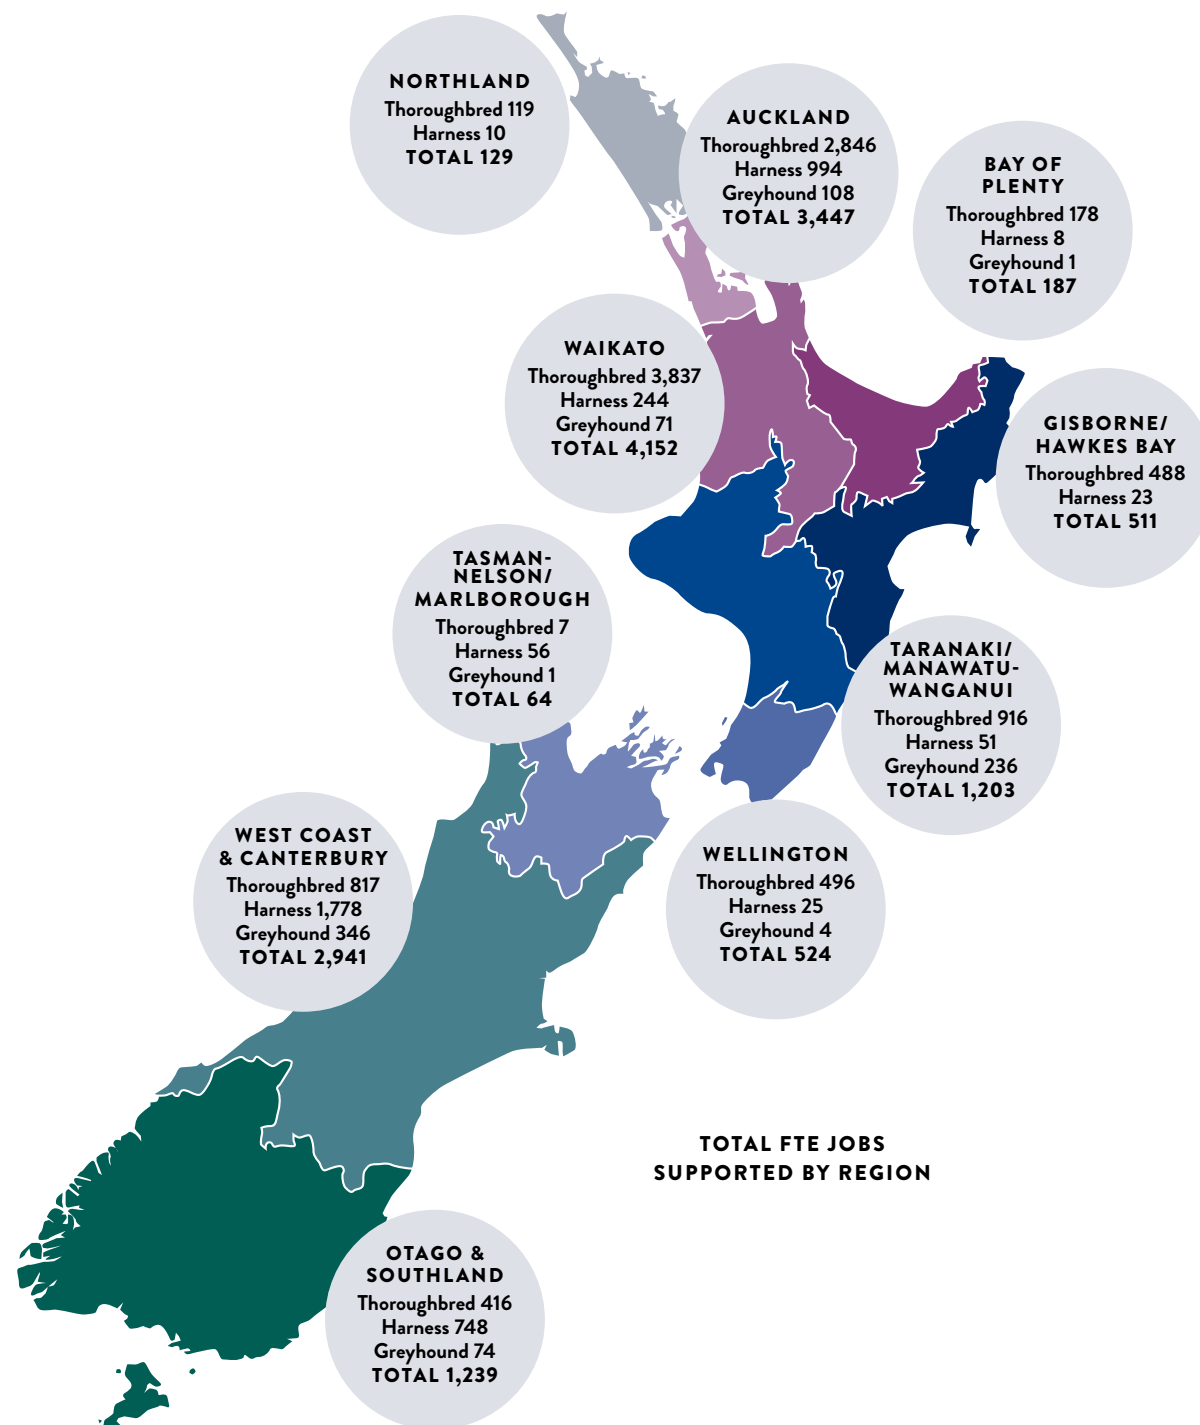 NORTHLAND
Thoroughbred 119
Harness 10
TOTAL 129
AUCKLAND
Thoroughbred 2,846
Harness 994
Greyhound 108
TOTAL 3,447
BAY OF
PLENTY
Thoroughbred 178
Harness 8
Greyhound 1
TOTAL 187
WAIKATO
Thoroughbred 3,837
Harness 244
Greyhound 71
TOTAL 4,152
GISBORNE/
HAWKES BAY
Thoroughbred 488
Harness 23
TOTAL 511
TASMAN-
NELSON/
MARLBOROUGH
Thoroughbred 7
Harness 56
Greyhound 1
TOTAL 64
TARANAKI/
MANAWATU-
WANGANUI
Thoroughbred 916
Harness 51
Greyhound 236
TOTAL 1,203
WEST COAST
& CANTERBURY
Thoroughbred 817
Harness 1,778
Greyhound 346
TOTAL 2,941
WELLINGTON
Thoroughbred 496
Harness 25
Greyhound 4
TOTAL 524
TOTAL FTE JOBS
SUPPORTED BY REGION
OTAGO &
SOUTHLAND
Thoroughbred 416
Harness 748
Greyhound 74
TOTAL 1,239